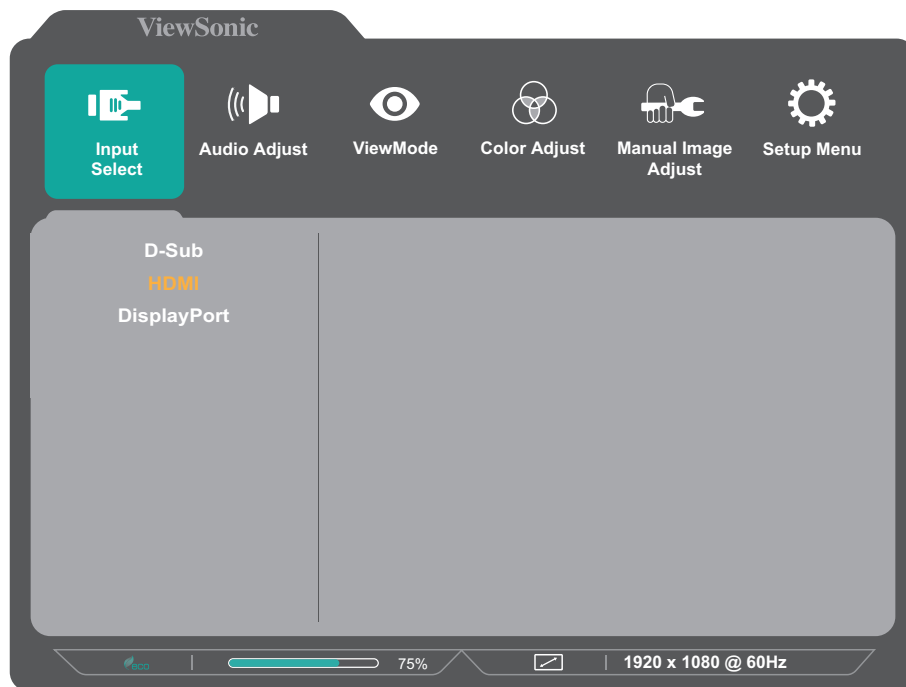 ViewSonic
Input
Select
Audio Adjust
ViewMode
Color Adjust
Manual Image
Adjust
Setup Menu
D-Sub
HDMI
DisplayPort
ECO
75%
1920 x 1080 @ 60Hz